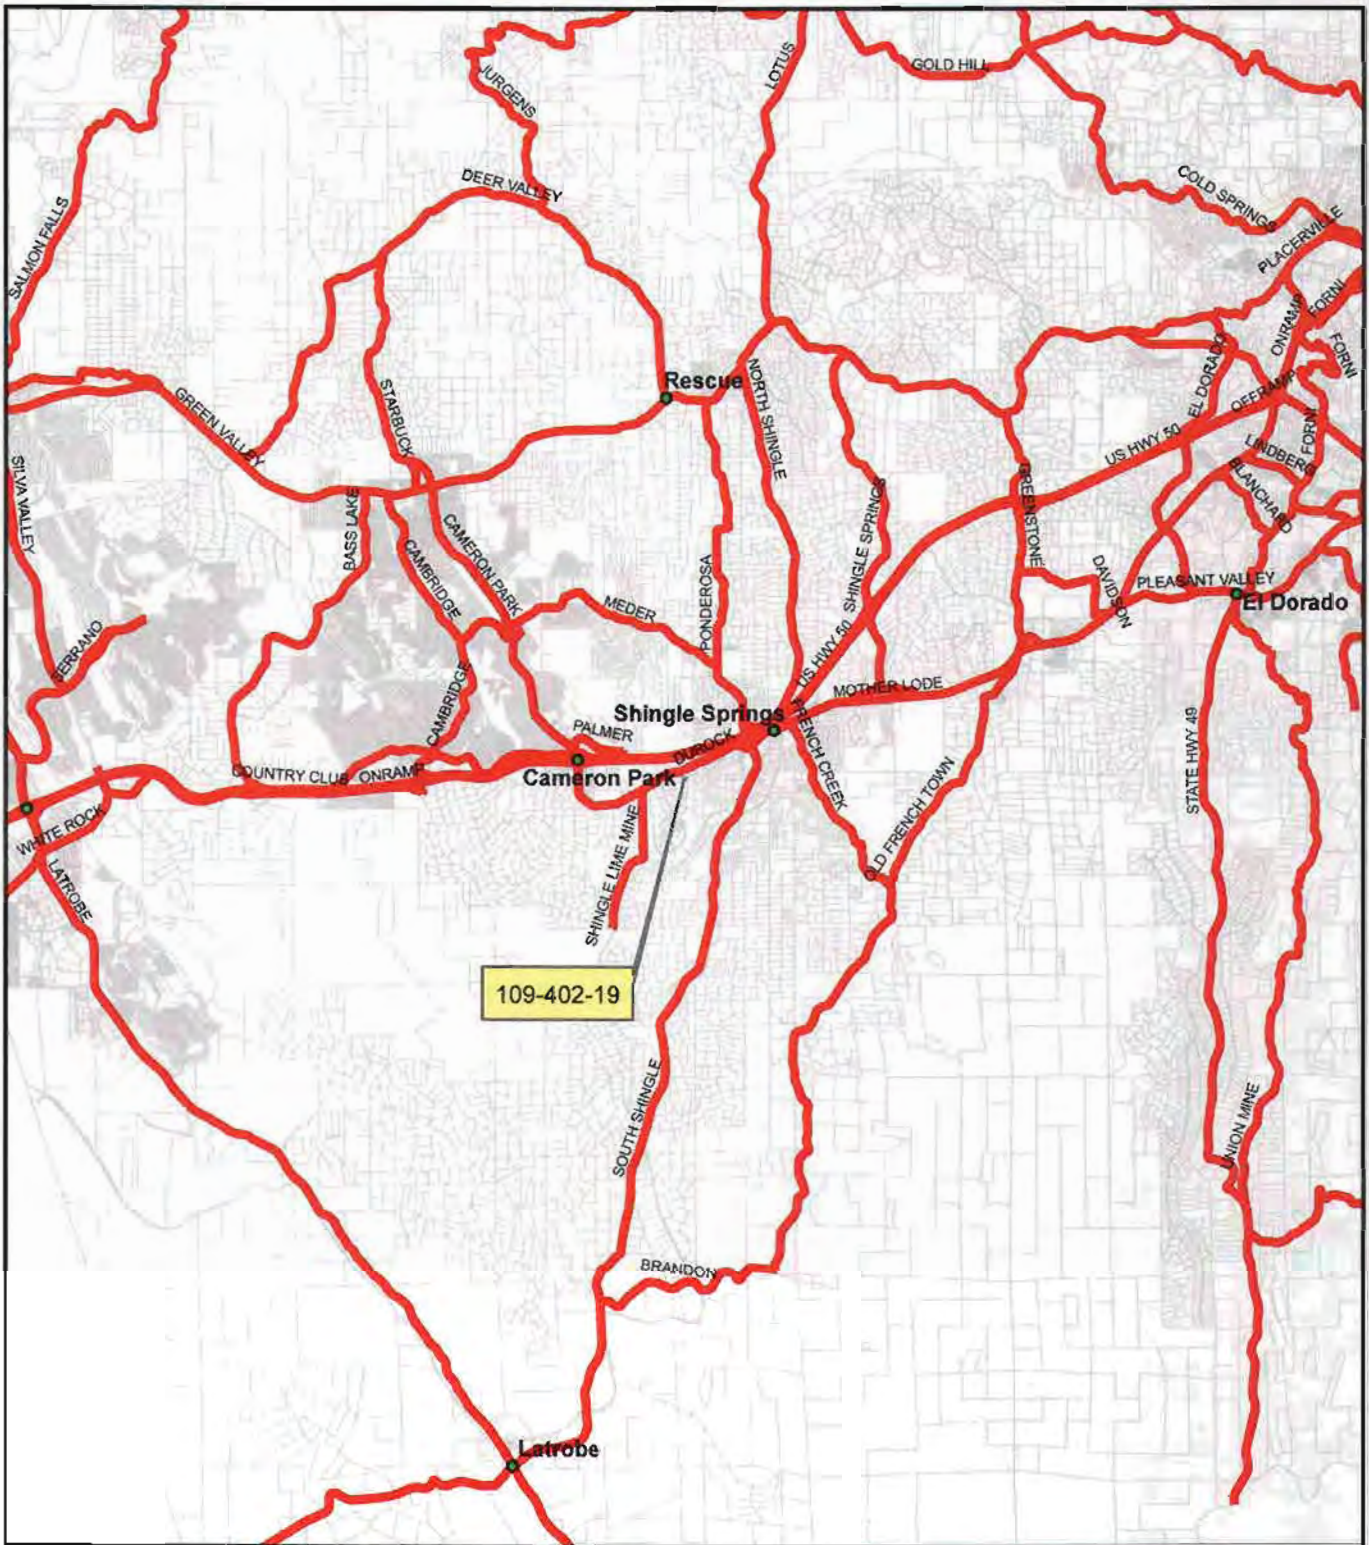 LOTUS
GOLD HILL
JURGENS
DEER VALLEY
COLD SPRINGS
SALMON FALLS
PLACERVILLE
FORNI
ONRAMP
FORNI
EL DORADO
OFFRAMP
Rescue
NORTH SHINGLE
STARBUCK
GREEN VALLEY
US HWY 50
LINDBERG
FORNI
BLANCHARD
SILVA VALLEY
BASS LAKE
CAMERON PARK
CAMBRIDGE
SHINGLE SPRINGS
GREENSTONE
DAVIDSON
PLEASANT VALLEY
El Dorado
MEDER
PONDEROSA
SERRANO
US HWY 50
MOTHER LODE
CAMBRIDGE
Shingle Springs
PALMER
DUROCK
FRENCH CREEK
COUNTRY CLUB
ONRAMP
Cameron Park
STATE HWY 49
WHITE ROCK
OLD FRENCH TOWN
SHINGLE LIME MINE
LATROBE
109-402-19
SOUTH SHINGLE
UNION MINE
BRANDON
Latrobe